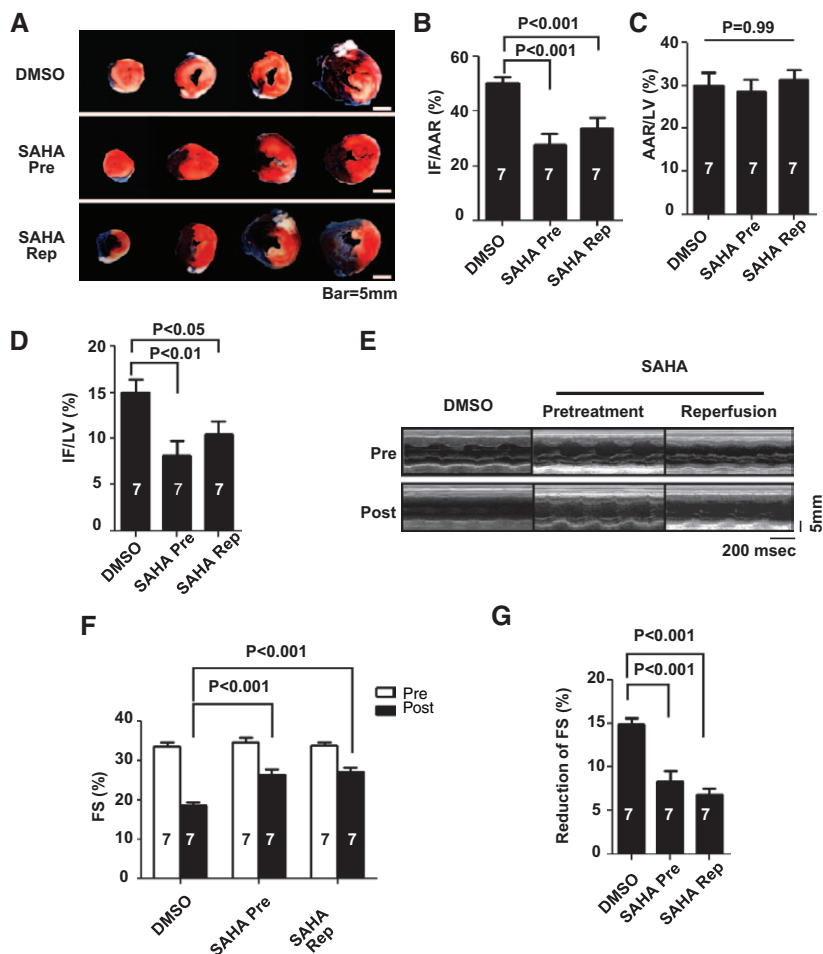 A
DMSO
SAHA
Pre
SAHA
Rep
Bar=5mm
B
P<0.001
P<0.001
IF/AAR (%)
60
40
20
0
7
7
7
DMSO
SAHA Pre
SAHA Rep
C
P=0.99
AAR/LV (%)
40
30
20
10
0
7
7
7
DMSO
SAHA Pre
SAHA Rep
D
P<0.05
P<0.01
IF/LV (%)
20
15
10
5
0
7
7
7
DMSO
SAHA Pre
SAHA Rep
E
SAHA
DMSO
Pretreatment
Reperfusion
Pre
Post
5mm
200 msec
F
P<0.001
P<0.001
Pre
Post
FS (%)
40
30
20
10
0
7
7
7
7
7
7
DMSO
SAHA Pre
SAHA
Rep
G
P<0.001
P<0.001
Reduction of FS (%)
20
15
10
5
0
7
7
7
DMSO
SAHA Pre
SAHA Rep